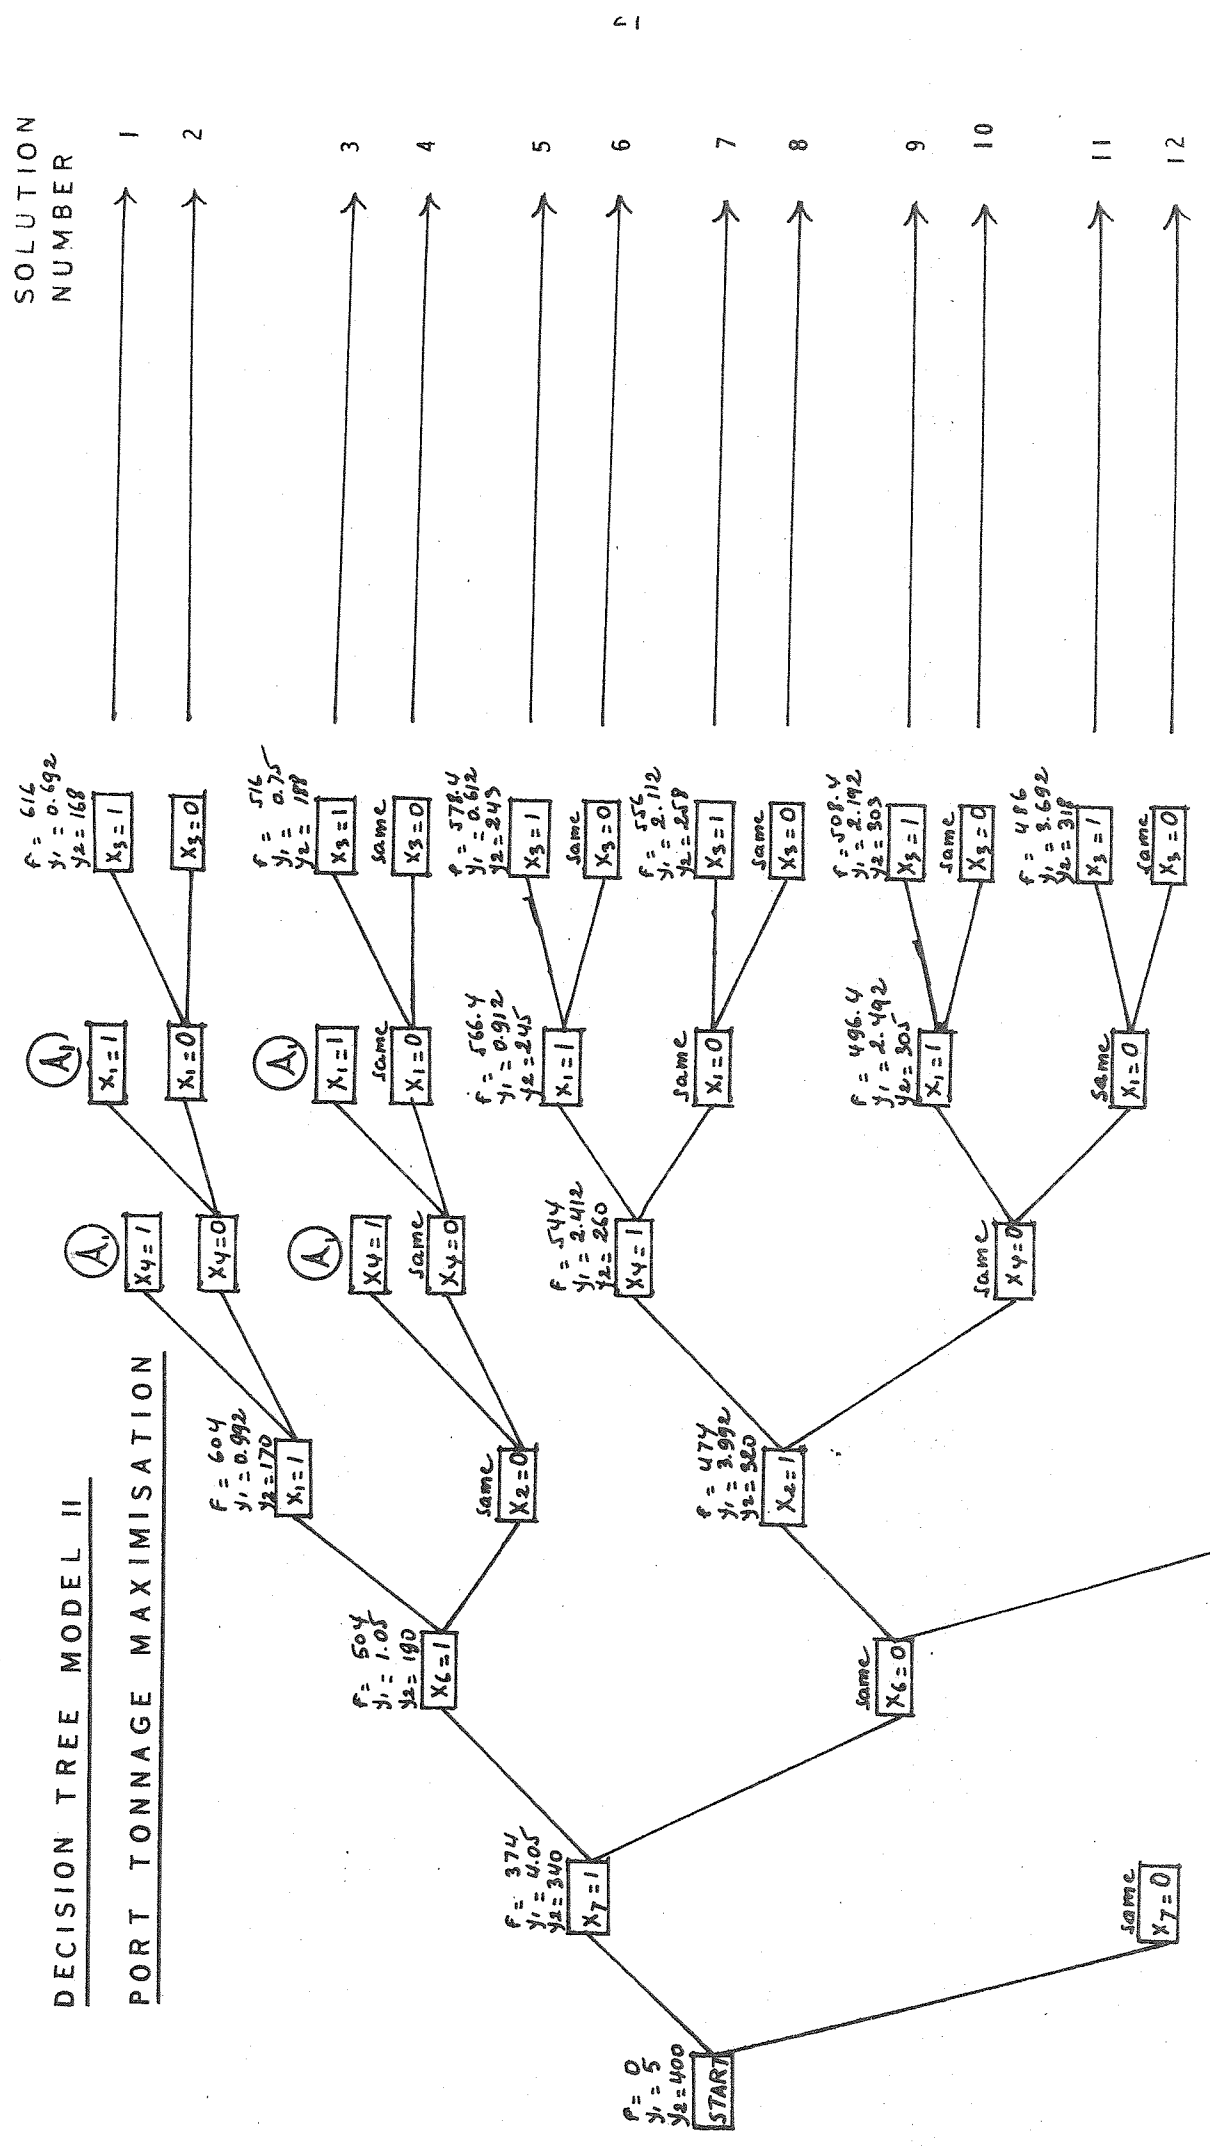 DECISION TREE MODEL II
PORT TONNAGE MAXIMISATION
SOLUTION
NUMBER
F = 0
y₁ = 5
y₂ = 400
START
F = 374
y₁ = 4.05
y₂ = 340
X₇ = 1
same
X₇ = 0
F = 504
y₁ = 1.05
y₂ = 190
X₆ = 1
same
X₆ = 0
F = 604
y₁ = 0.992
y₂ = 170
X₁ = 1
same
X₂ = 0
F = 474
y₁ = 3.992
y₂ = 320
X₂ = 1
A₁
X₄ = 1
X₄ = 0
A₁
X₄ = 1
same
X₄ = 0
F = 544
y₁ = 2.412
y₂ = 260
X₄ = 1
same
X₄ = 0
A₁
X₁ = 1
X₁ = 0
A₁
X₁ = 1
same
X₁ = 0
F = 566.4
y₁ = 0.912
y₂ = 245
X₁ = 1
same
X₁ = 0
F = 496.4
y₁ = 2.492
y₂ = 305
X₁ = 1
same
X₁ = 0
F = 616
y₁ = 0.692
y₂ = 168
X₃ = 1
X₃ = 0
F = 516
y₁ = 0.75
y₂ = 188
X₃ = 1
same
X₃ = 0
F = 578.4
y₁ = 0.612
y₂ = 243
X₃ = 1
same
X₃ = 0
F = 556
y₁ = 2.112
y₂ = 258
X₃ = 1
same
X₃ = 0
F = 508.4
y₁ = 2.192
y₂ = 303
X₃ = 1
same
X₃ = 0
F = 486
y₁ = 3.692
y₂ = 318
X₃ = 1
same
X₃ = 0
1
2
3
4
5
6
7
8
9
10
11
12